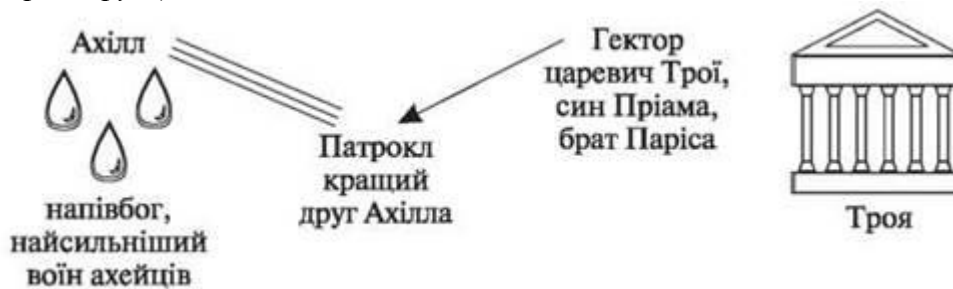 Ахілл
напівбог,
найсильніший
воїн ахейців
Патрокл
кращий
друг Ахілла
Гектор
царевич Трої,
син Пріама,
брат Паріса
Троя